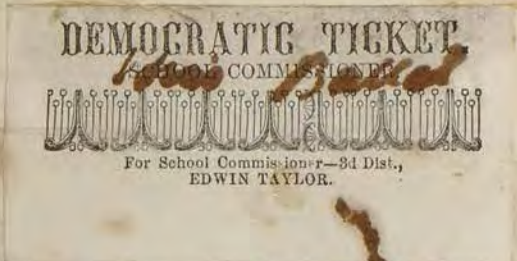 DEMOCRATIC TICKET.
SCHOOL COMMISSIONER.
For School Commissioner—3d Dist.,
EDWIN TAYLOR.